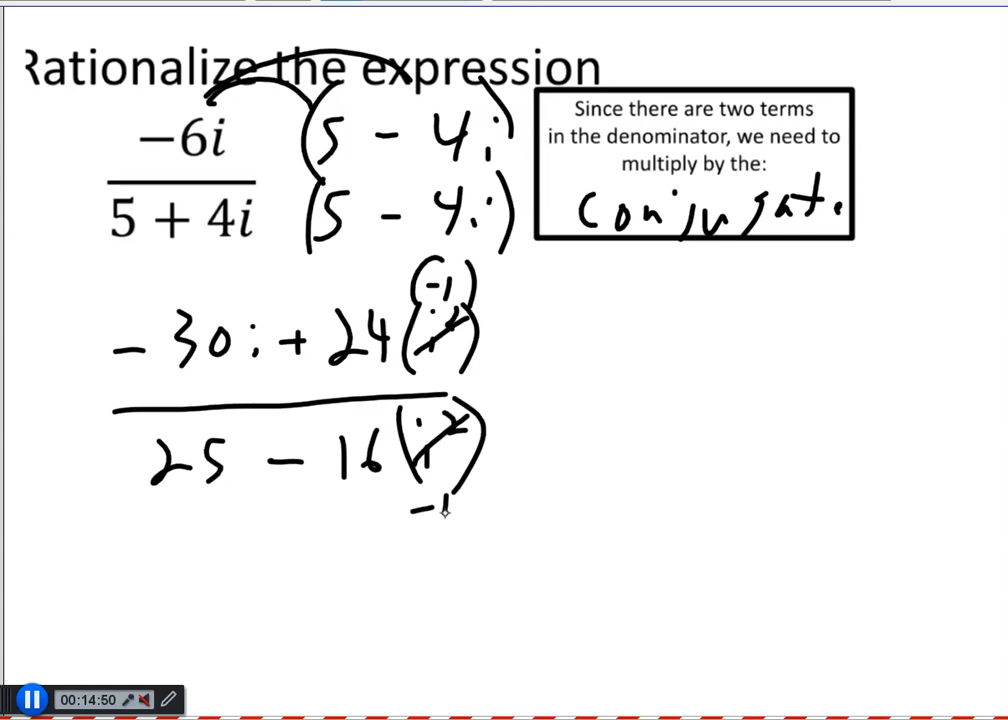 Rationalize the expression
−6i (5 − 4i)
5 + 4i (5 − 4i)
Since there are two terms
in the denominator, we need to
multiply by the:
conjugate
(-1)
− 30i + 24(i²)
25 − 16(i²)
-1
00:14:50